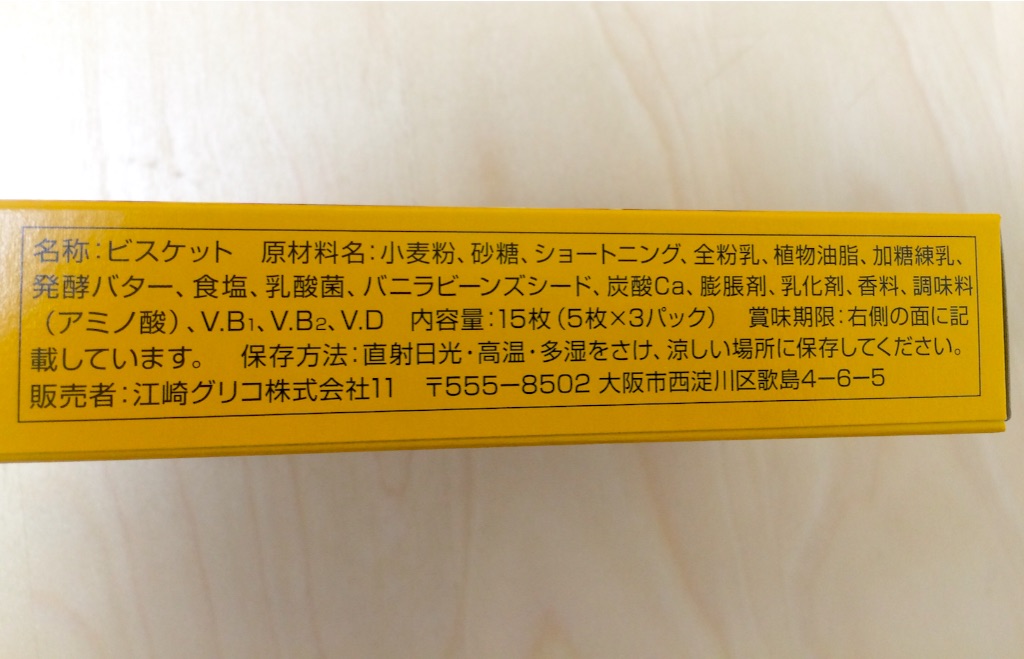 名称：ビスケット　原材料名：小麦粉、砂糖、ショートニング、全粉乳、植物油脂、加糖練乳、
発酵バター、食塩、乳酸菌、バニラビーンズシード、炭酸Ca、膨脹剤、乳化剤、香料、調味料
（アミノ酸）、V.B₁、V.B₂、V.D　内容量：15枚（5枚×3パック）　賞味期限：右側の面に記
載しています。　保存方法：直射日光・高温・多湿をさけ、涼しい場所に保存してください。
販売者：江崎グリコ株式会社11　〒555−8502 大阪市西淀川区歌島4−6−5